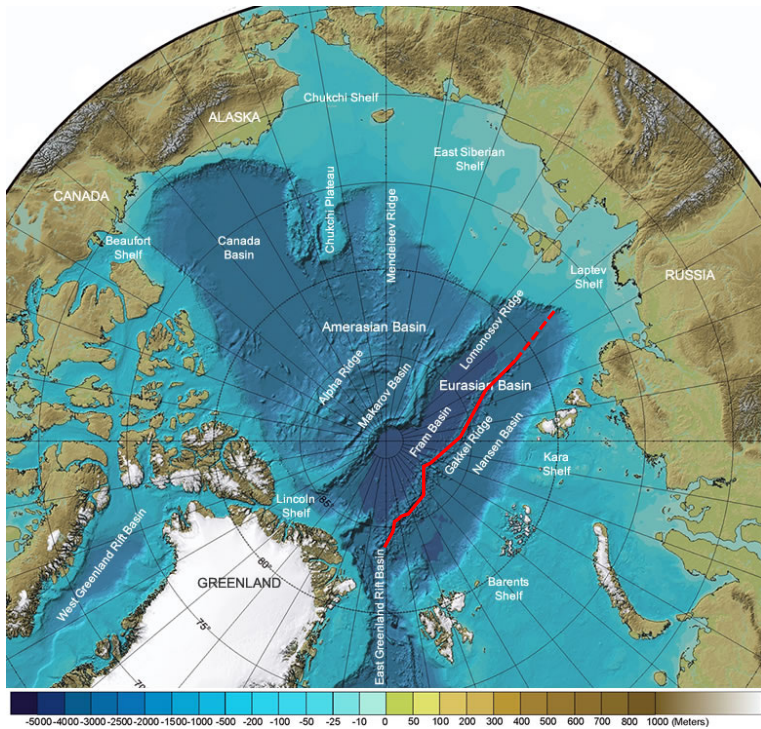 Chukchi Shelf
ALASKA
East Siberian
Shelf
CANADA
Chukchi Plateau
Mendeleev Ridge
Beaufort
Shelf
Canada
Basin
Laptev
Shelf
RUSSIA
Lomonosov Ridge
Amerasian Basin
Alpha Ridge
Makarov Basin
Eurasian Basin
Fram Basin
Gakkel Ridge
Nansen Basin
Kara
Shelf
Lincoln
Shelf
85°
West Greenland Rift Basin
GREENLAND
80°
Barents
Shelf
East Greenland Rift Basin
75°
-5000 -4000 -3000 -2000 -1500 -1000 -500 -250 -100 -50 -25 -10 0 50 100 200 300 400 500 600 700 800 1000 (Meters)